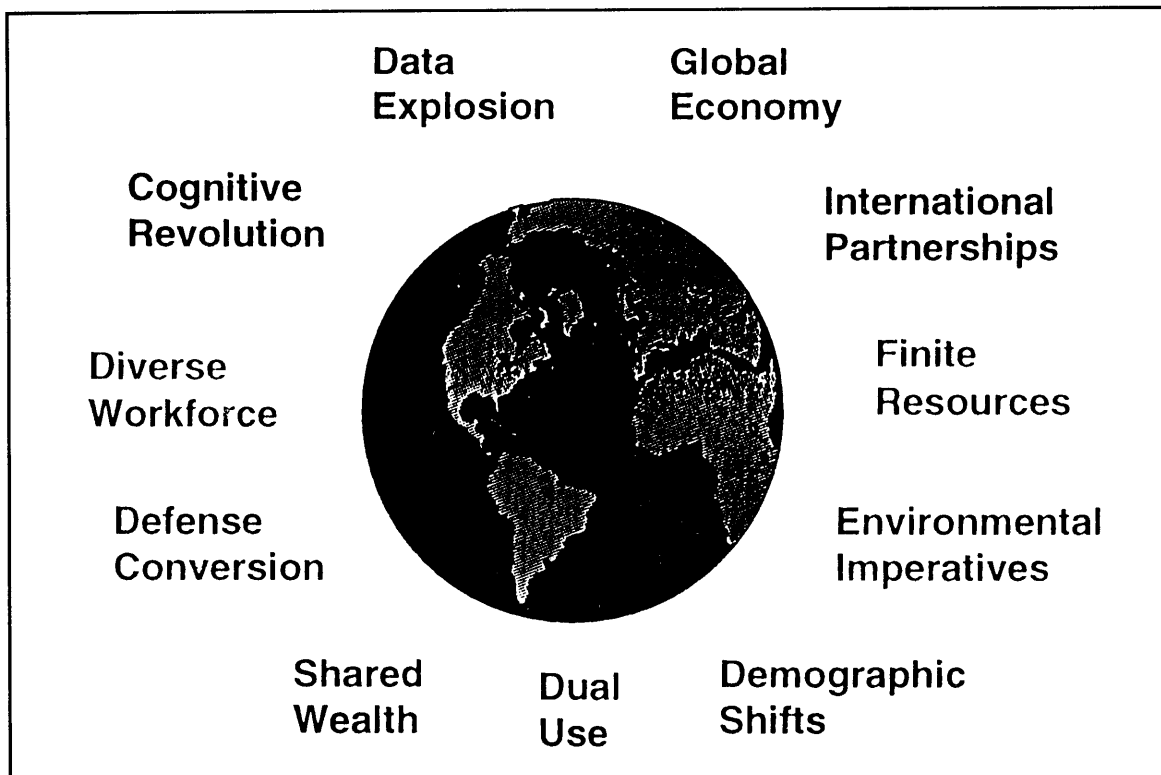 Data
Explosion
Global
Economy
Cognitive
Revolution
International
Partnerships
Diverse
Workforce
Finite
Resources
Defense
Conversion
Environmental
Imperatives
Shared
Wealth
Dual
Use
Demographic
Shifts